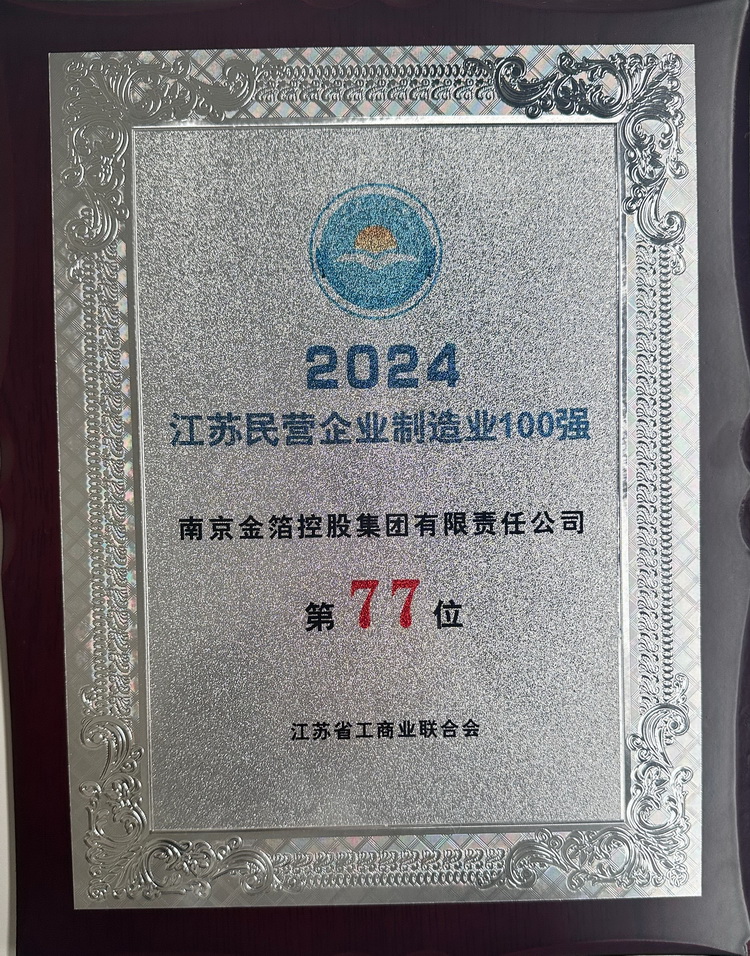 2024
江苏民营企业制造业100强
南京金箔控股集团有限责任公司
第77位
江苏省工商业联合会